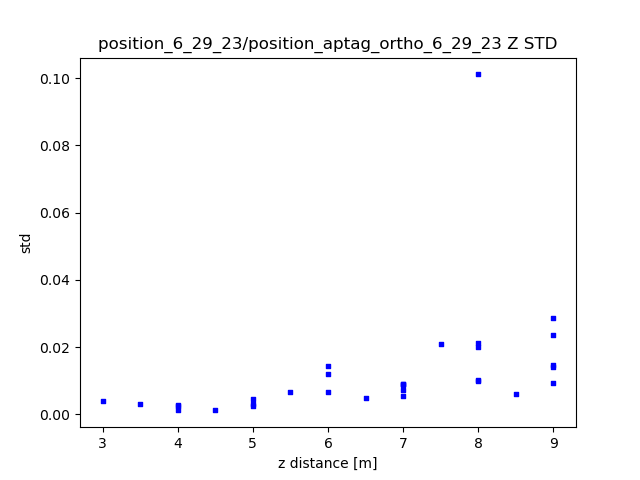 position_6_29_23/position_aptag_ortho_6_29_23 Z STD
0.10
0.08
0.06
std
0.04
0.02
0.00
3 4 5 6 7 8 9
z distance [m]